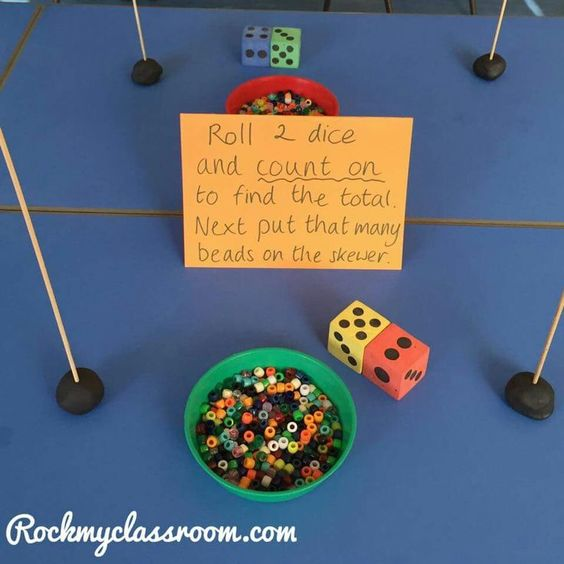 Roll 2 dice
and count on
to find the total.
Next put that many
beads on the skewer.
Rockmyclassroom.com